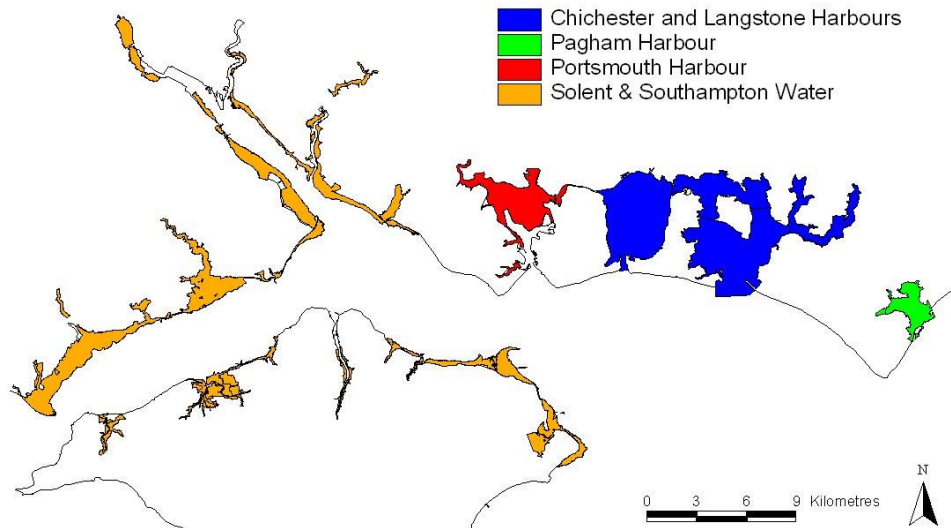 Chichester and Langstone Harbours
Pagham Harbour
Portsmouth Harbour
Solent & Southampton Water
N
0 3 6 9 Kilometres